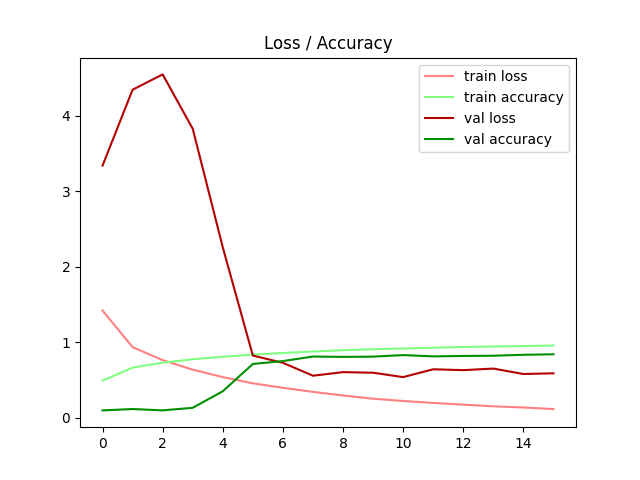 Loss / Accuracy
train loss
train accuracy
val loss
val accuracy
4
3
2
1
0
0 2 4 6 8 10 12 14